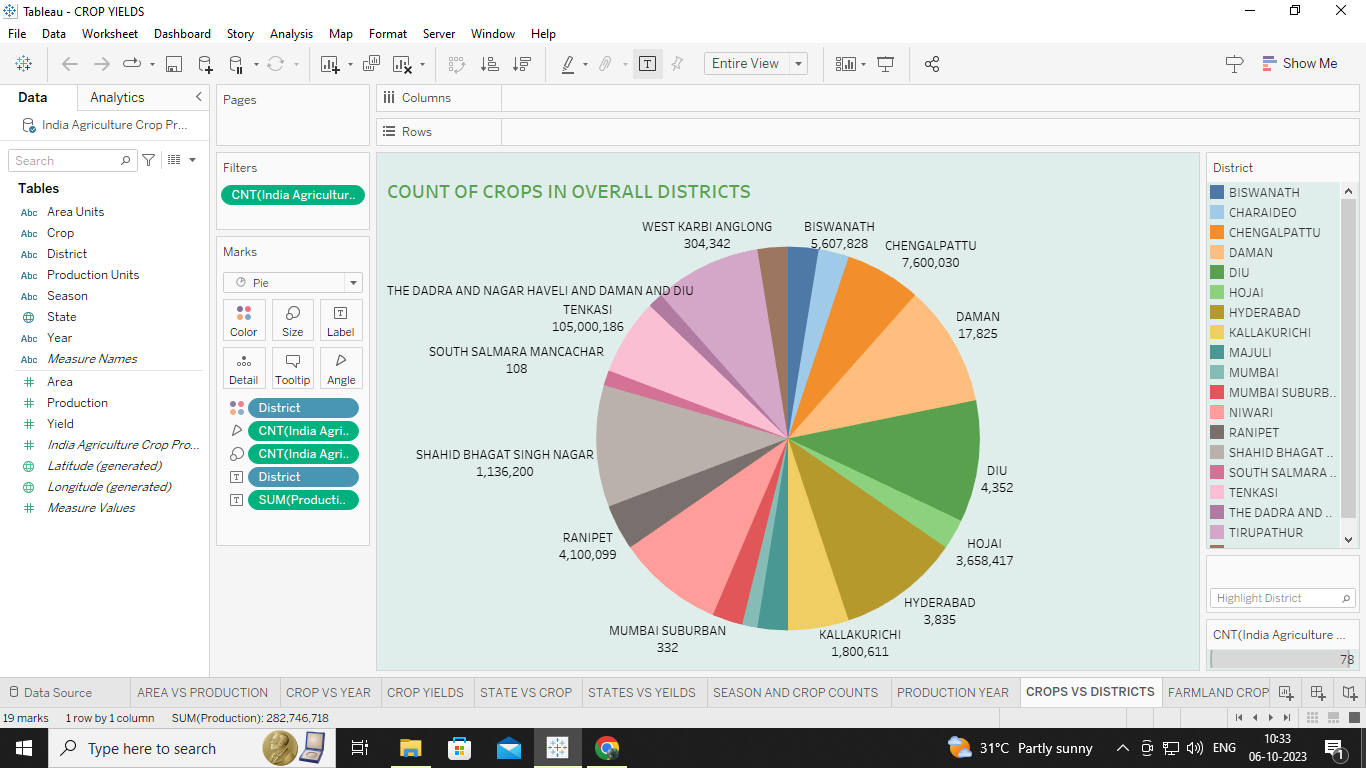 Tableau - CROP YIELDS
File Data Worksheet Dashboard Story Analysis Map Format Server Window Help
Entire View
Show Me
Data Analytics
India Agriculture Crop Pr...
Search
Tables
Abc Area Units
Abc Crop
Abc District
Abc Production Units
Abc Season
State
Abc Year
Abc Measure Names
Area
Production
Yield
India Agriculture Crop Pro...
Latitude (generated)
Longitude (generated)
Measure Values
Pages
Filters
CNT(India Agricultur..
Marks
Pie
Color Size Label
Detail Tooltip Angle
District
CNT(India Agri..
CNT(India Agri..
District
SUM(Producti..
Columns
Rows
COUNT OF CROPS IN OVERALL DISTRICTS
WEST KARBI ANGLONG
304,342
BISWANATH
5,607,828
CHENGALPATTU
7,600,030
THE DADRA AND NAGAR HAVELI AND DAMAN AND DIU
TENKASI
105,000,186
DAMAN
17,825
SOUTH SALMARA MANCACHAR
108
SHAHID BHAGAT SINGH NAGAR
1,136,200
DIU
4,352
RANIPET
4,100,099
HOJAI
3,658,417
HYDERABAD
3,835
MUMBAI SUBURBAN
332
KALLAKURICHI
1,800,611
District
BISWANATH
CHARAIDEO
CHENGALPATTU
DAMAN
DIU
HOJAI
HYDERABAD
KALLAKURICHI
MAJULI
MUMBAI
MUMBAI SUBURB..
NIWARI
RANIPET
SHAHID BHAGAT ..
SOUTH SALMARA ..
TENKASI
THE DADRA AND ..
TIRUPATHUR
Highlight District
CNT(India Agriculture ...
78
Data Source AREA VS PRODUCTION CROP VS YEAR CROP YIELDS STATE VS CROP STATES VS YEILDS SEASON AND CROP COUNTS PRODUCTION YEAR CROPS VS DISTRICTS FARMLAND CROP
19 marks 1 row by 1 column SUM(Production): 282,746,718
Type here to search
31°C Partly sunny
ENG
10:33
06-10-2023
1